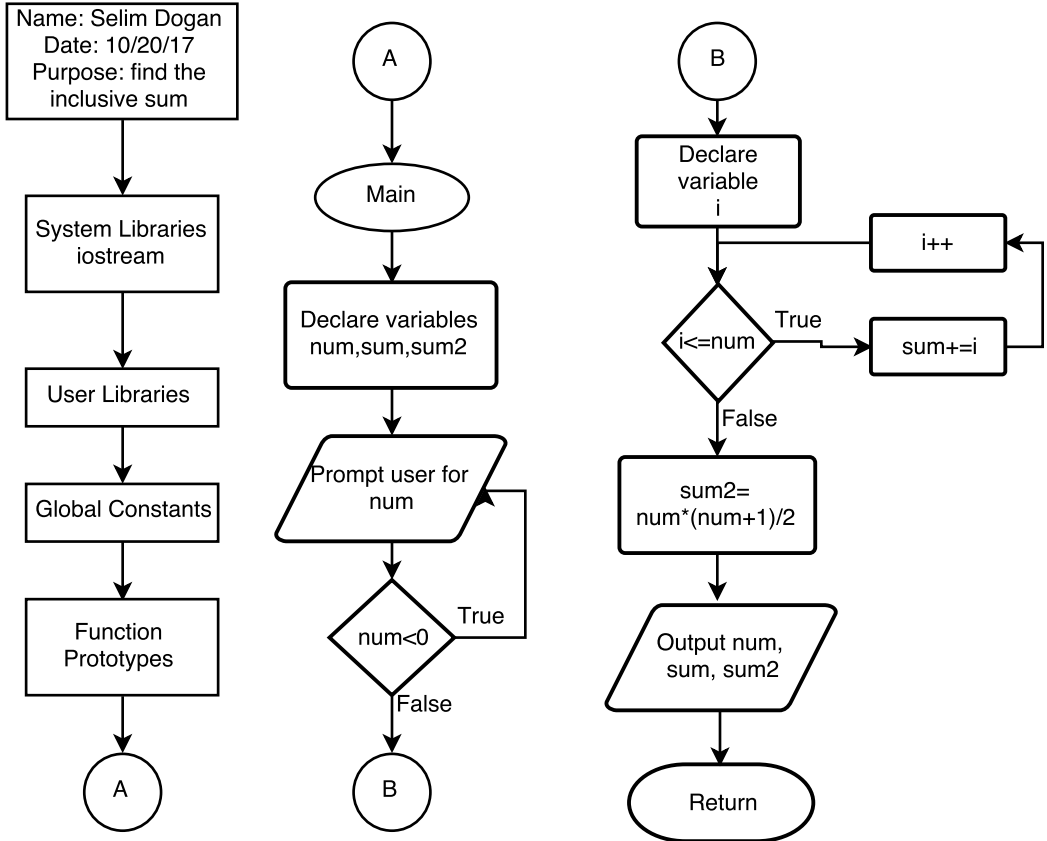 Name: Selim Dogan
Date: 10/20/17
Purpose: find the
inclusive sum
System Libraries
iostream
User Libraries
Global Constants
Function
Prototypes
A
A
Main
Declare variables
num,sum,sum2
Prompt user for
num
num<0
True
False
B
B
Declare
variable
i
i++
i<=num
True
sum+=i
False
sum2=
num*(num+1)/2
Output num,
sum, sum2
Return